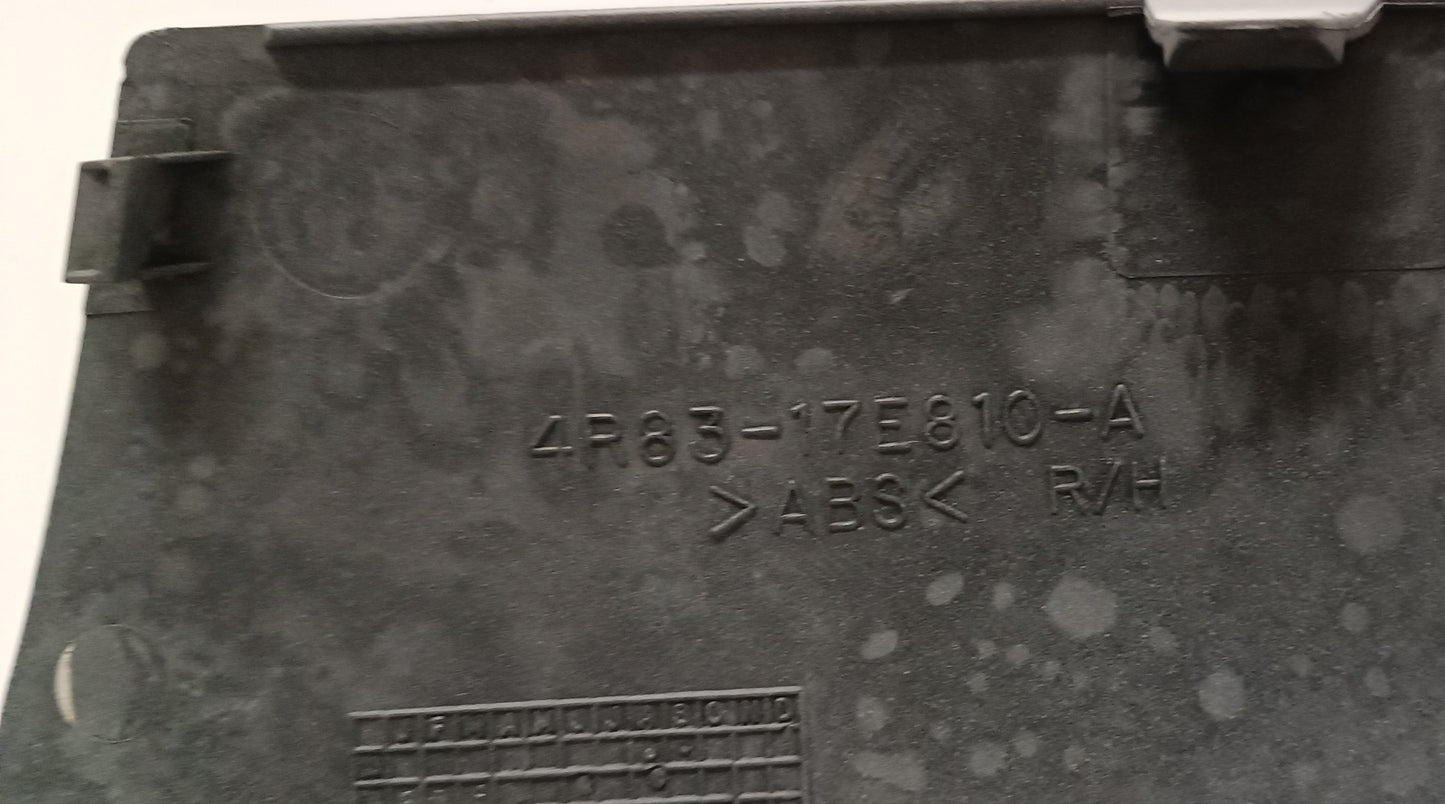 4R83-17E810-A
>ABS< R/H
J F M A M J J A S O N D